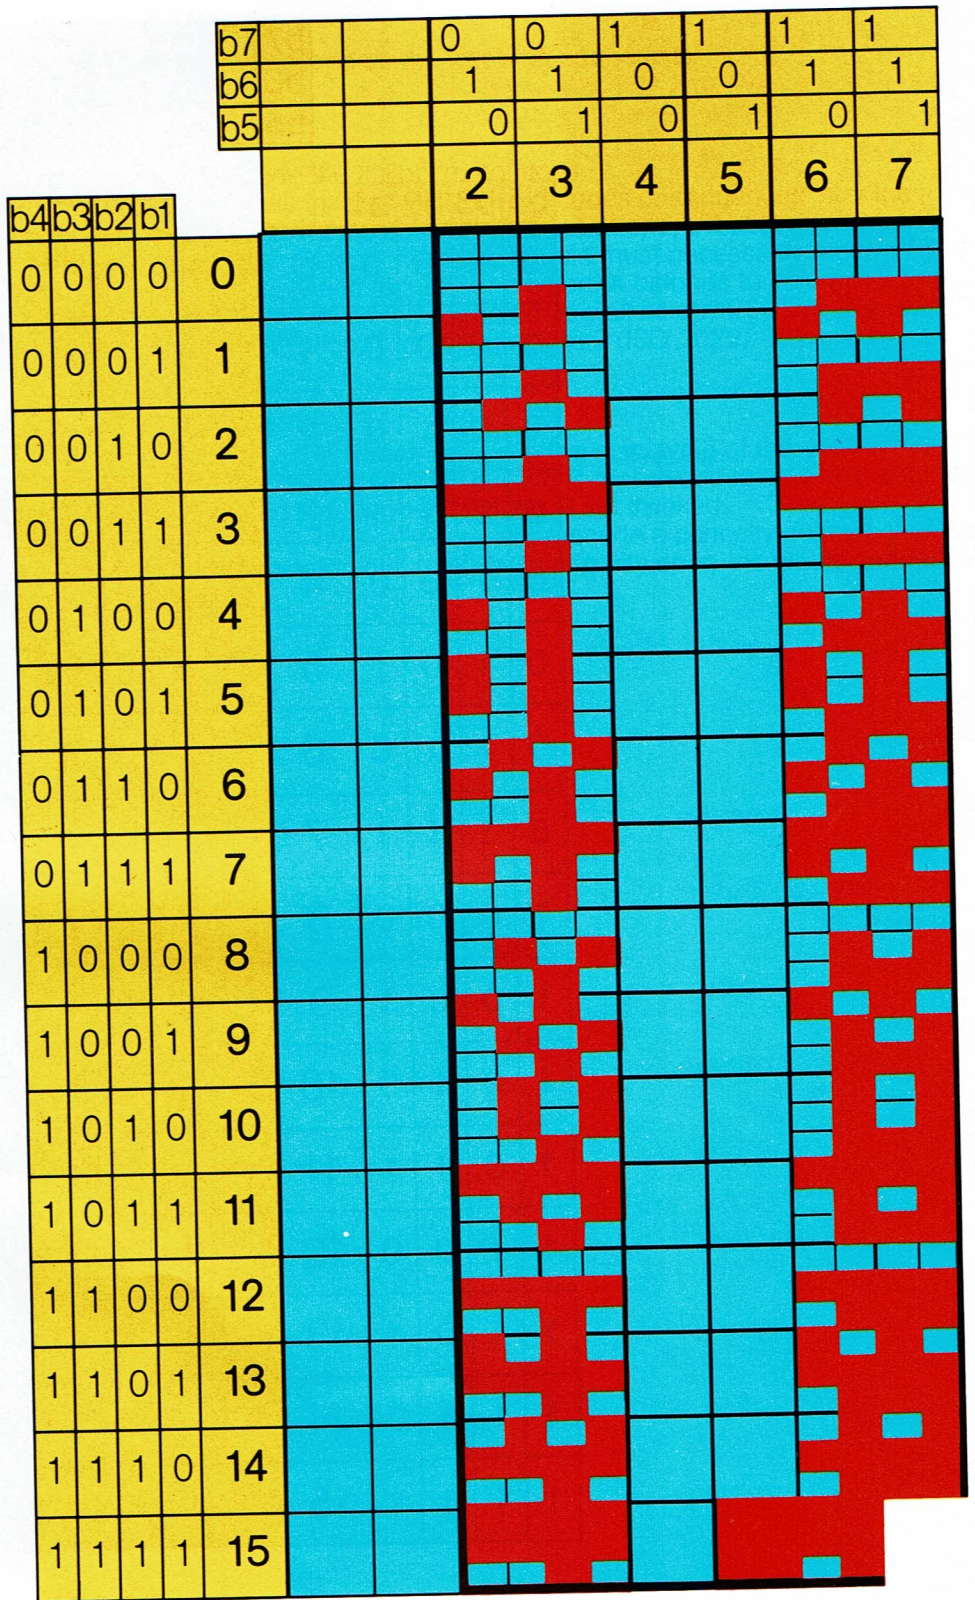 b7 0 0 1 1 1 1
b6 1 1 0 0 1 1
b5 0 1 0 1 0 1
2 3 4 5 6 7
b4 b3 b2 b1
0 0 0 0 0
0 0 0 1 1
0 0 1 0 2
0 0 1 1 3
0 1 0 0 4
0 1 0 1 5
0 1 1 0 6
0 1 1 1 7
1 0 0 0 8
1 0 0 1 9
1 0 1 0 10
1 0 1 1 11
1 1 0 0 12
1 1 0 1 13
1 1 1 0 14
1 1 1 1 15